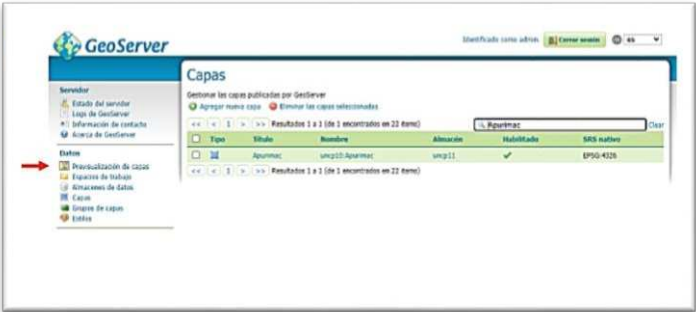 GeoServer
Identificado como admin. Cerrar sesión es
Servidor
Estado del servidor
Logs de GeoServer
Información de contacto
Acerca de GeoServer
Datos
Previsualización de capas
Espacios de trabajo
Almacenes de datos
Capas
Grupos de capas
Estilos
Capas
Gestionar las capas publicadas por GeoServer
Agregar nueva capa Eliminar las capas seleccionadas
<< < 1 > >> Resultados 1 a 1 (de 1 encontrados en 22 items) Apurimac Clear
Tipo Título Nombre Almacén Habilitado SRS nativo
Apurimac EPSG:4326
<< < 1 > >> Resultados 1 a 1 (de 1 encontrados en 22 items)